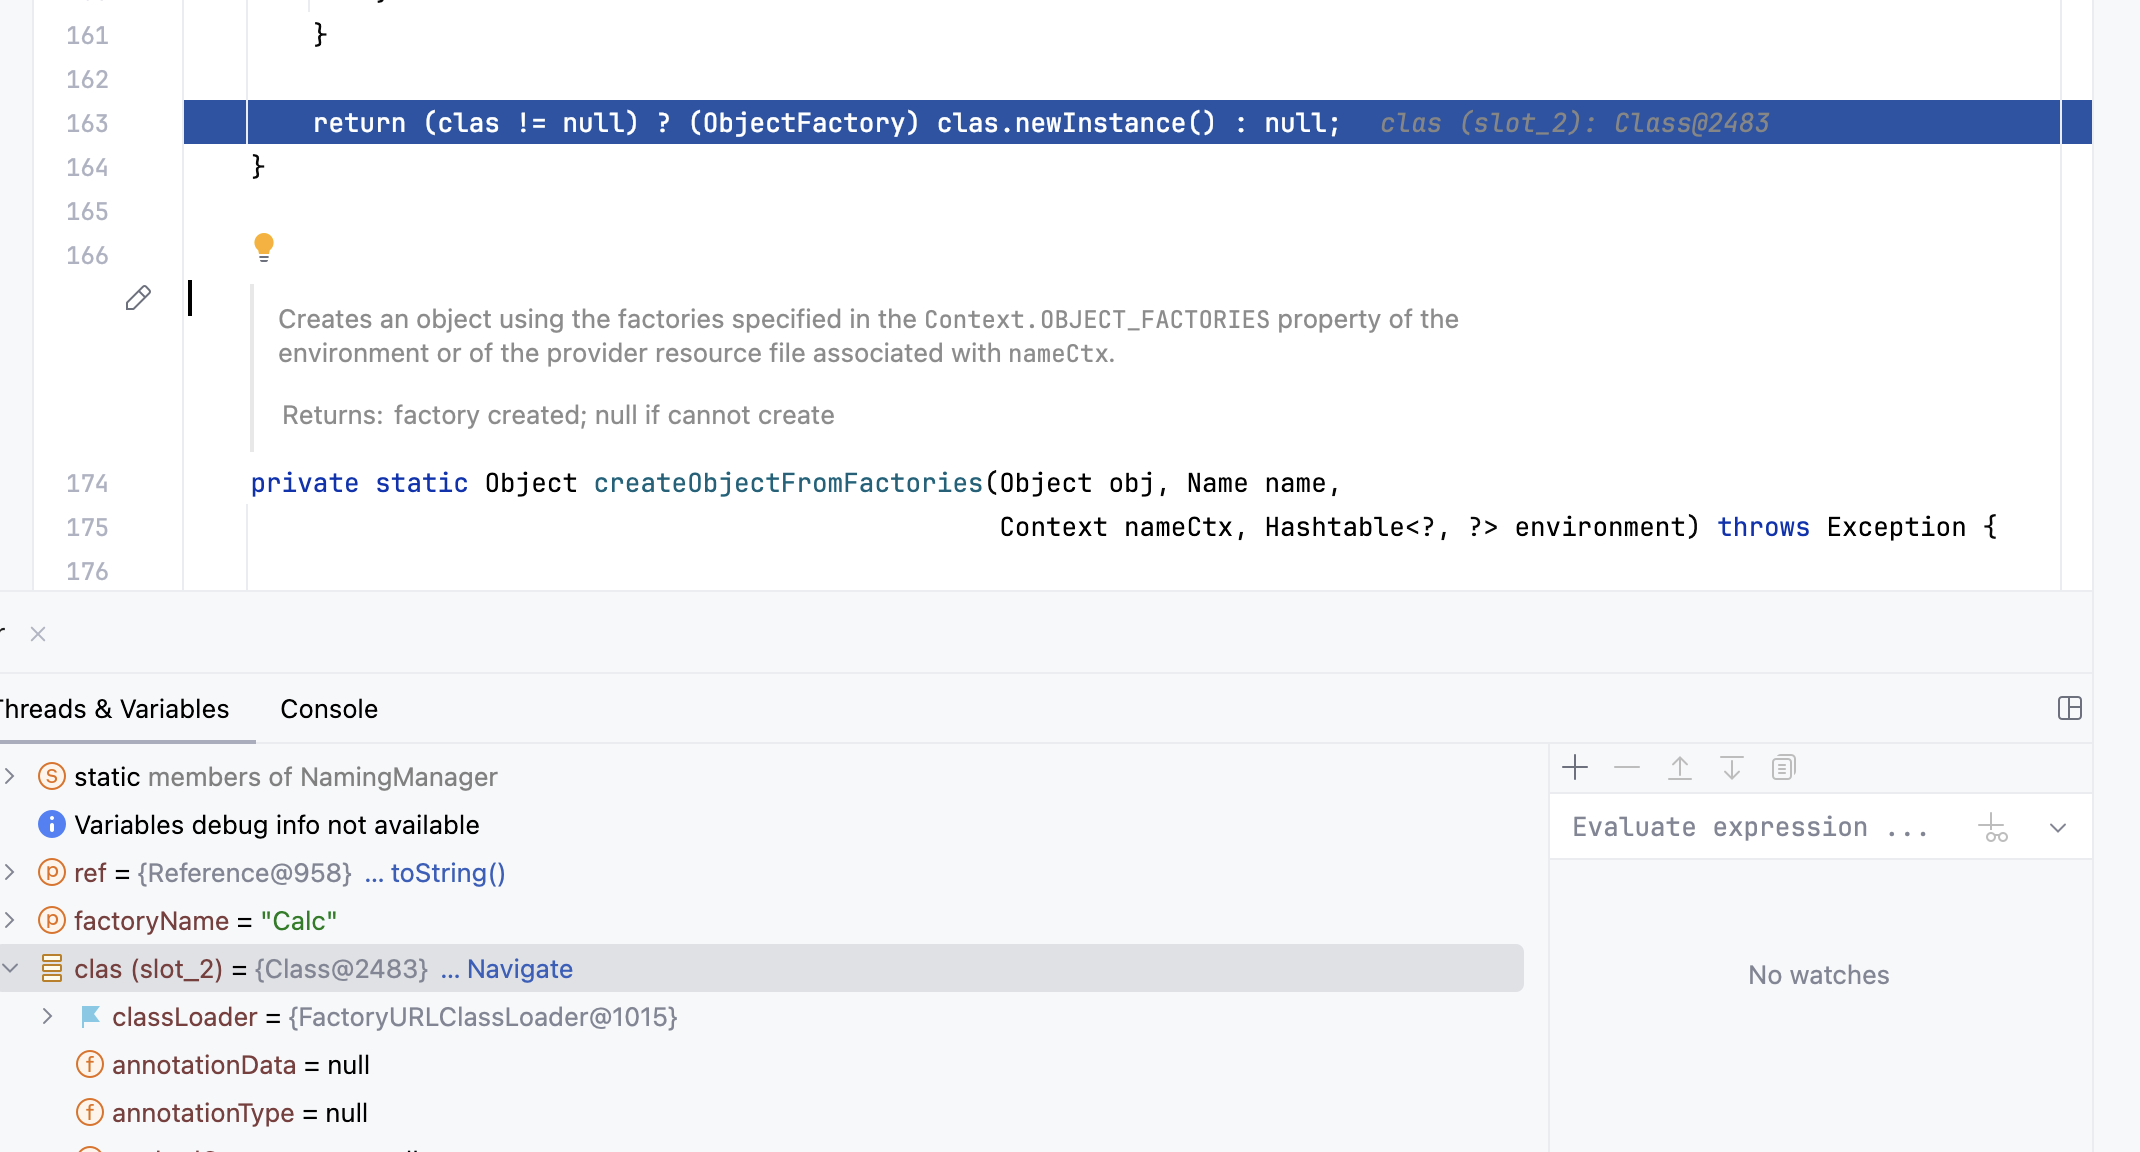 161 }
162
163 return (clas != null) ? (ObjectFactory) clas.newInstance() : null; clas (slot_2): Class@2483
164 }
165
166
Creates an object using the factories specified in the Context.OBJECT_FACTORIES property of the
environment or of the provider resource file associated with nameCtx.
Returns: factory created; null if cannot create
174 private static Object createObjectFromFactories(Object obj, Name name,
175 Context nameCtx, Hashtable<?, ?> environment) throws Exception {
176
Threads & Variables Console
static members of NamingManager
Variables debug info not available
ref = {Reference@958} ... toString()
factoryName = "Calc"
clas (slot_2) = {Class@2483} ... Navigate
classLoader = {FactoryURLClassLoader@1015}
annotationData = null
annotationType = null
Evaluate expression ...
No watches